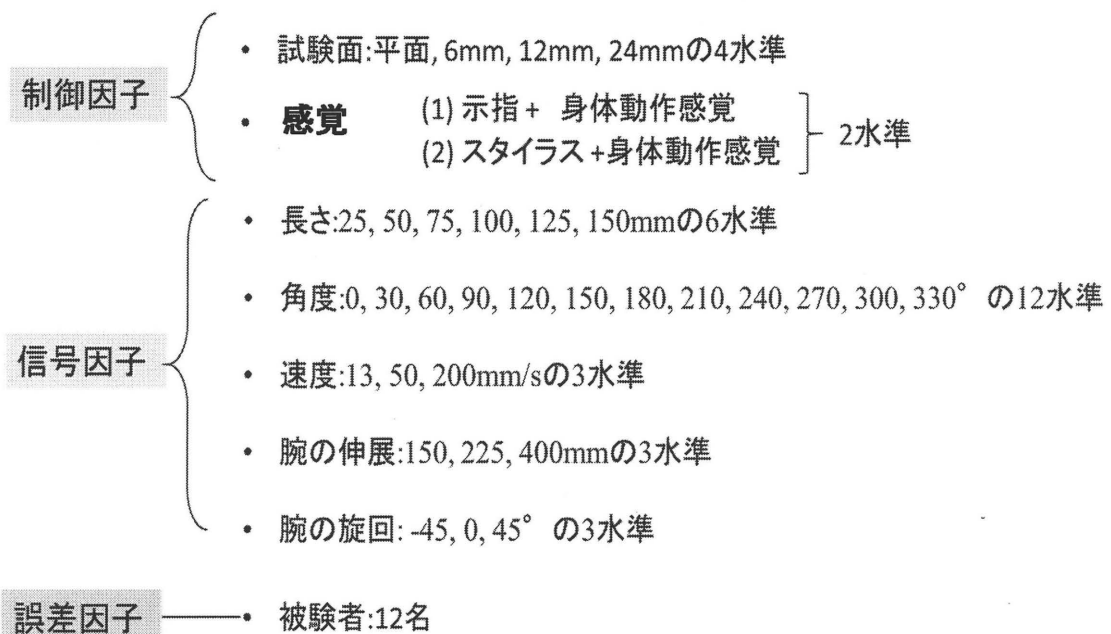 制御因子
・ 試験面:平面, 6mm, 12mm, 24mmの4水準
・ 感覚 (1) 示指+ 身体動作感覚
(2) スタイラス+身体動作感覚
2水準
信号因子
・ 長さ:25, 50, 75, 100, 125, 150mmの6水準
・ 角度:0, 30, 60, 90, 120, 150, 180, 210, 240, 270, 300, 330° の12水準
・ 速度:13, 50, 200mm/sの3水準
・ 腕の伸展:150, 225, 400mmの3水準
・ 腕の旋回: -45, 0, 45° の3水準
誤差因子
・ 被験者:12名